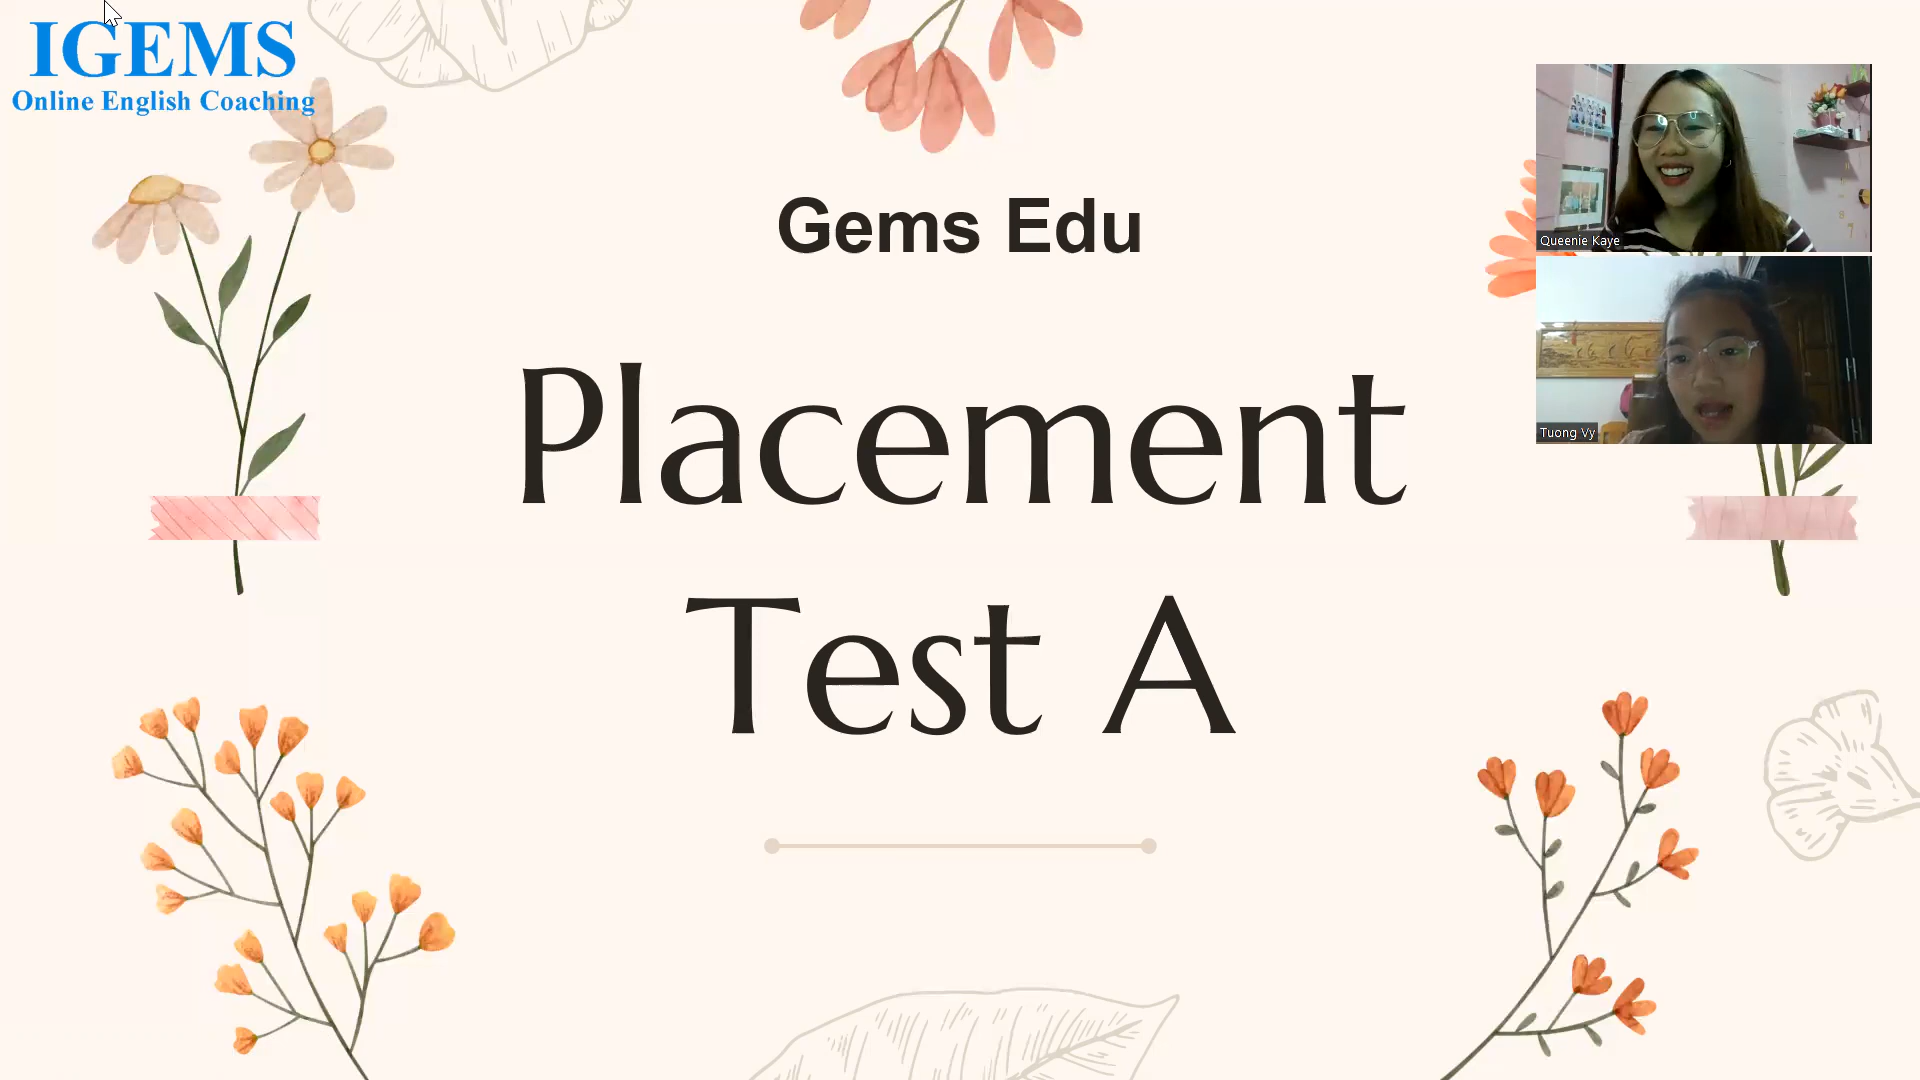 IGEMS
Online English Coaching
Gems Edu
Placement
Test A
Queenie Kaye
Tuong Vy